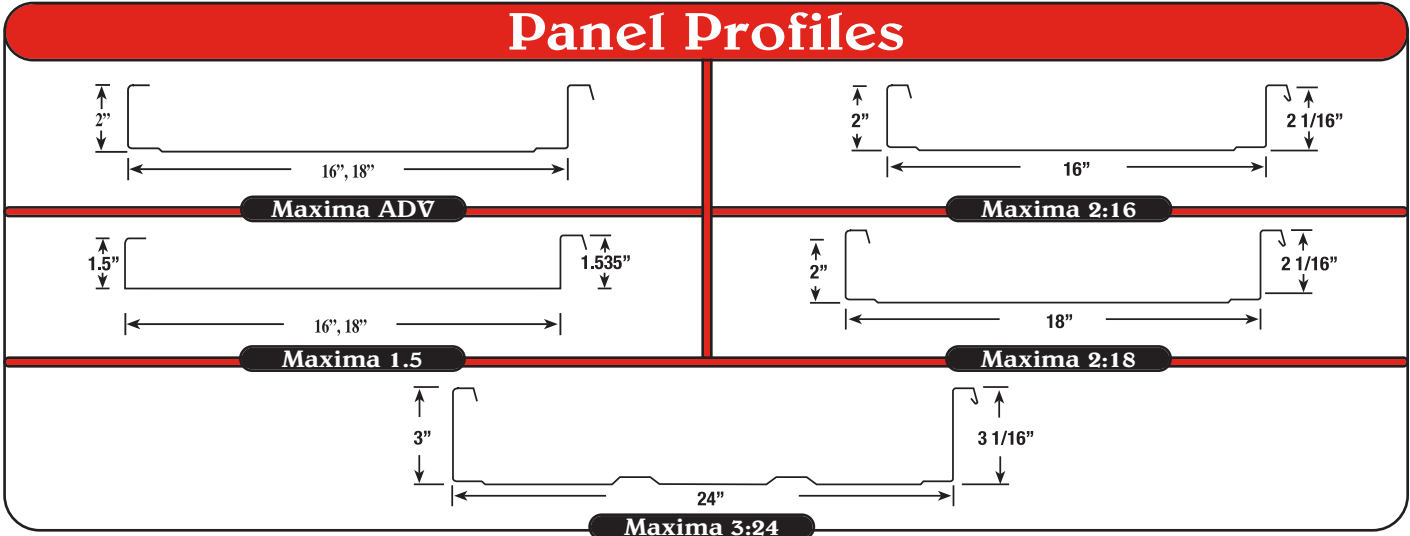 Panel Profiles
2”
16”, 18”
Maxima ADV
2”
2 1/16”
16”
Maxima 2:16
1.5”
1.535”
16”, 18”
Maxima 1.5
2”
2 1/16”
18”
Maxima 2:18
3”
3 1/16”
24”
Maxima 3:24